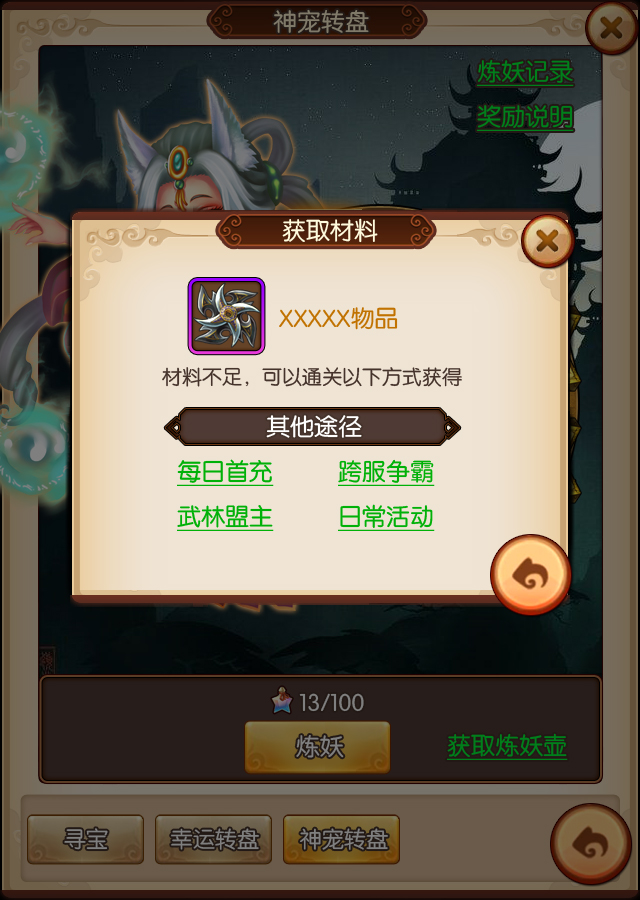 神宠转盘
炼妖记录
奖励说明
获取材料
XXXXX物品
材料不足，可以通关以下方式获得
其他途径
每日首充 跨服争霸
武林盟主 日常活动
13/100
炼妖 获取炼妖壶
寻宝 幸运转盘 神宠转盘